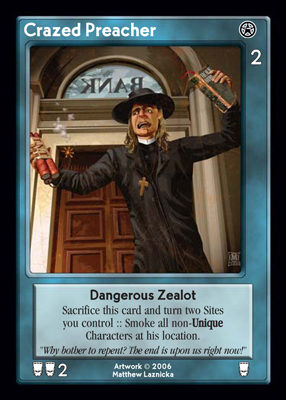 Crazed Preacher
2
BANK
Dangerous Zealot
Sacrifice this card and turn two Sites
you control :: Smoke all non-Unique
Characters at his location.
"Why bother to repent? The end is upon us right now!"
2
Artwork © 2006
Matthew Laznicka